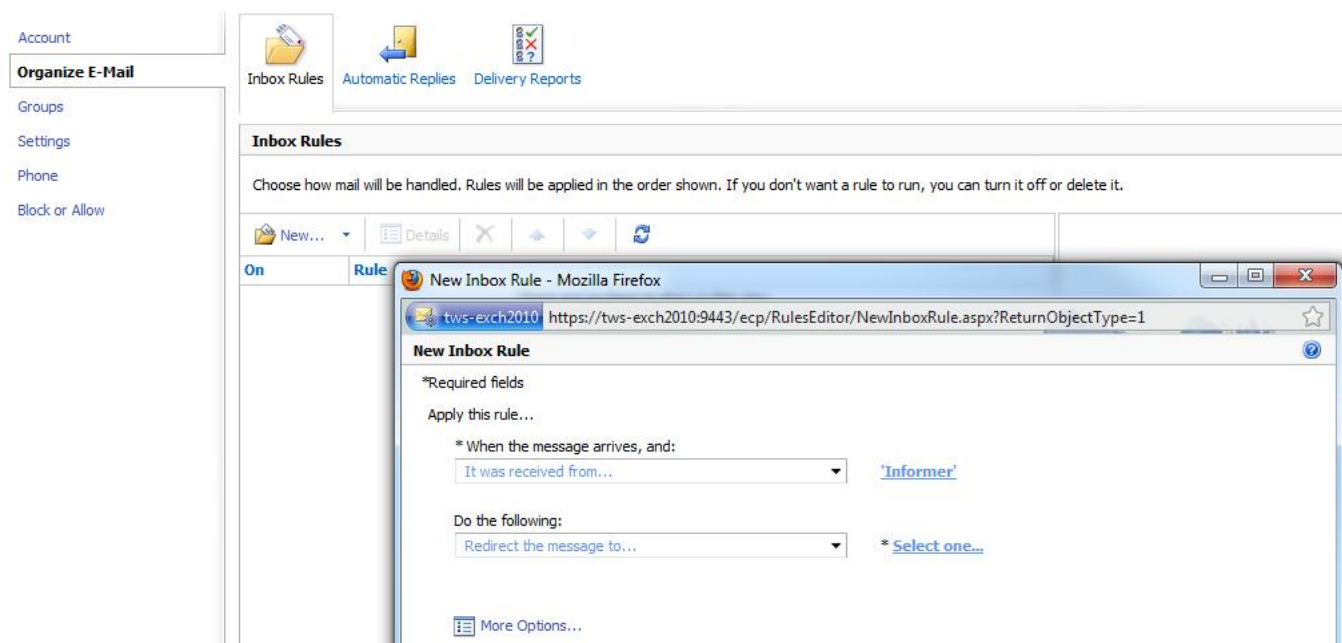 Account
Organize E-Mail
Groups
Settings
Phone
Block or Allow
Inbox Rules
Automatic Replies
Delivery Reports
Inbox Rules
Choose how mail will be handled. Rules will be applied in the order shown. If you don't want a rule to run, you can turn it off or delete it.
New... Details
On Rule
New Inbox Rule - Mozilla Firefox
tws-exch2010 https://tws-exch2010:9443/ecp/RulesEditor/NewInboxRule.aspx?ReturnObjectType=1
New Inbox Rule
*Required fields
Apply this rule...
* When the message arrives, and:
It was received from... 'Informer'
Do the following:
Redirect the message to... * Select one...
More Options...